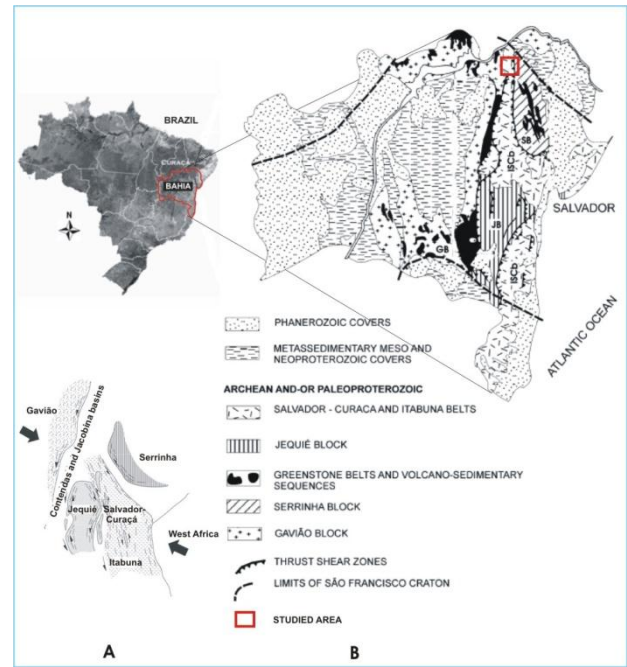 BRAZIL
CURAÇA
BAHIA
N
SB
ISCb
SALVADOR
JB
GB
ISCb
ATLANTIC OCEAN
PHANEROZOIC COVERS
METASSEDIMENTARY MESO AND
NEOPROTEROZOIC COVERS
ARCHEAN AND-OR PALEOPROTEROZOIC
SALVADOR - CURACA AND ITABUNA BELTS
JEQUIÉ BLOCK
GREENSTONE BELTS AND VOLCANO-SEDIMENTARY
SEQUENCES
SERRINHA BLOCK
GAVIÃO BLOCK
THRUST SHEAR ZONES
LIMITS OF SÃO FRANCISCO CRATON
STUDIED AREA
Gavião
Contendas and Jacobina basins
Serrinha
Jequié
Salvador-
Curaçá
West Africa
Itabuna
A
B